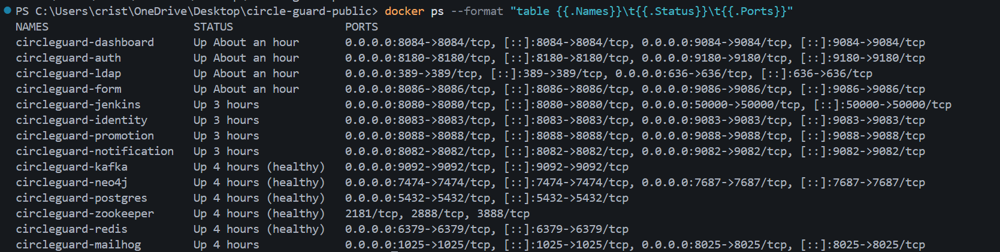 PS C:\Users\crist\OneDrive\Desktop\circle-guard-public> docker ps --format "table {{.Names}}\t{{.Status}}\t{{.Ports}}"
NAMES STATUS PORTS
circleguard-dashboard Up About an hour 0.0.0.0:8084->8084/tcp, [::]:8084->8084/tcp, 0.0.0.0:9084->9084/tcp, [::]:9084->9084/tcp
circleguard-auth Up About an hour 0.0.0.0:8180->8180/tcp, [::]:8180->8180/tcp, 0.0.0.0:9180->9180/tcp, [::]:9180->9180/tcp
circleguard-ldap Up About an hour 0.0.0.0:389->389/tcp, [::]:389->389/tcp, 0.0.0.0:636->636/tcp, [::]:636->636/tcp
circleguard-form Up About an hour 0.0.0.0:8086->8086/tcp, [::]:8086->8086/tcp, 0.0.0.0:9086->9086/tcp, [::]:9086->9086/tcp
circleguard-jenkins Up 3 hours 0.0.0.0:8080->8080/tcp, [::]:8080->8080/tcp, 0.0.0.0:50000->50000/tcp, [::]:50000->50000/tcp
circleguard-identity Up 3 hours 0.0.0.0:8083->8083/tcp, [::]:8083->8083/tcp, 0.0.0.0:9083->9083/tcp, [::]:9083->9083/tcp
circleguard-promotion Up 3 hours 0.0.0.0:8088->8088/tcp, [::]:8088->8088/tcp, 0.0.0.0:9088->9088/tcp, [::]:9088->9088/tcp
circleguard-notification Up 3 hours 0.0.0.0:8082->8082/tcp, [::]:8082->8082/tcp, 0.0.0.0:9082->9082/tcp, [::]:9082->9082/tcp
circleguard-kafka Up 4 hours (healthy) 0.0.0.0:9092->9092/tcp, [::]:9092->9092/tcp
circleguard-neo4j Up 4 hours (healthy) 0.0.0.0:7474->7474/tcp, [::]:7474->7474/tcp, 0.0.0.0:7687->7687/tcp, [::]:7687->7687/tcp
circleguard-postgres Up 4 hours (healthy) 0.0.0.0:5432->5432/tcp, [::]:5432->5432/tcp
circleguard-zookeeper Up 4 hours (healthy) 2181/tcp, 2888/tcp, 3888/tcp
circleguard-redis Up 4 hours (healthy) 0.0.0.0:6379->6379/tcp, [::]:6379->6379/tcp
circleguard-mailhog Up 4 hours 0.0.0.0:1025->1025/tcp, [::]:1025->1025/tcp, 0.0.0.0:8025->8025/tcp, [::]:8025->8025/tcp